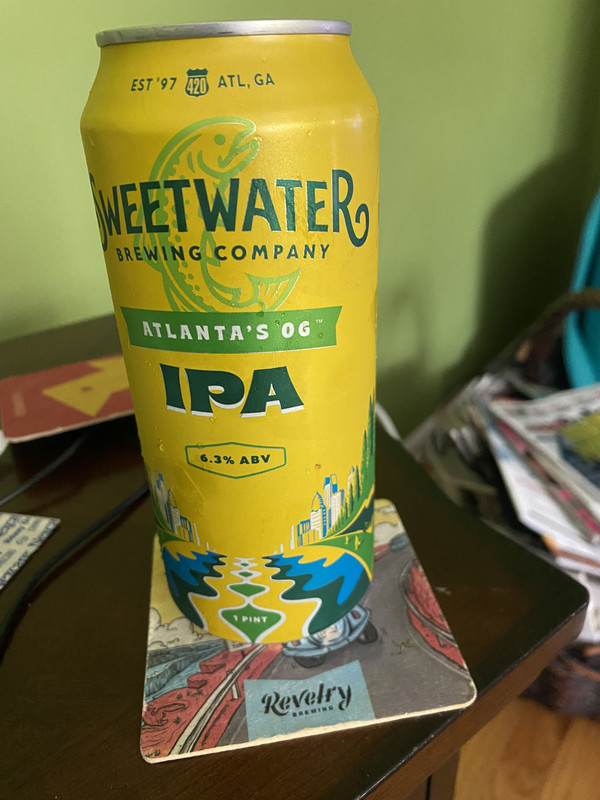 EST '97 420 ATL, GA
SWEETWATER
BREWING COMPANY
ATLANTA'S OG™
IPA
6.3% ABV
1 PINT
Revelry
BREWING